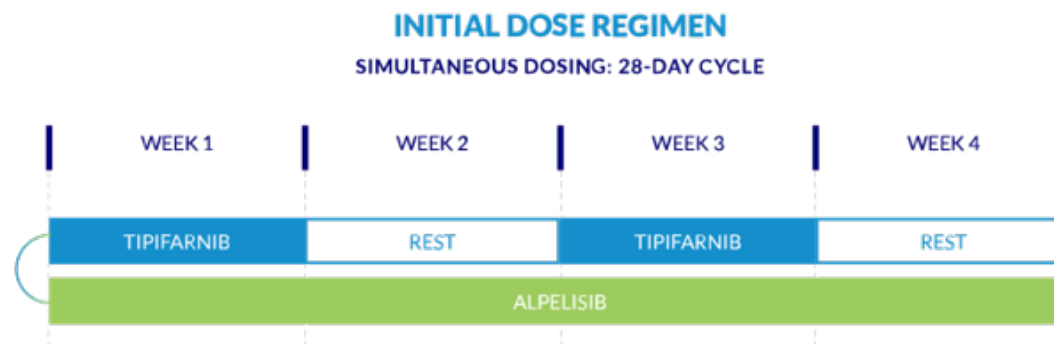 INITIAL DOSE REGIMEN
SIMULTANEOUS DOSING: 28-DAY CYCLE
WEEK 1 WEEK 2 WEEK 3 WEEK 4
TIPIFARNIB REST TIPIFARNIB REST
ALPELISIB